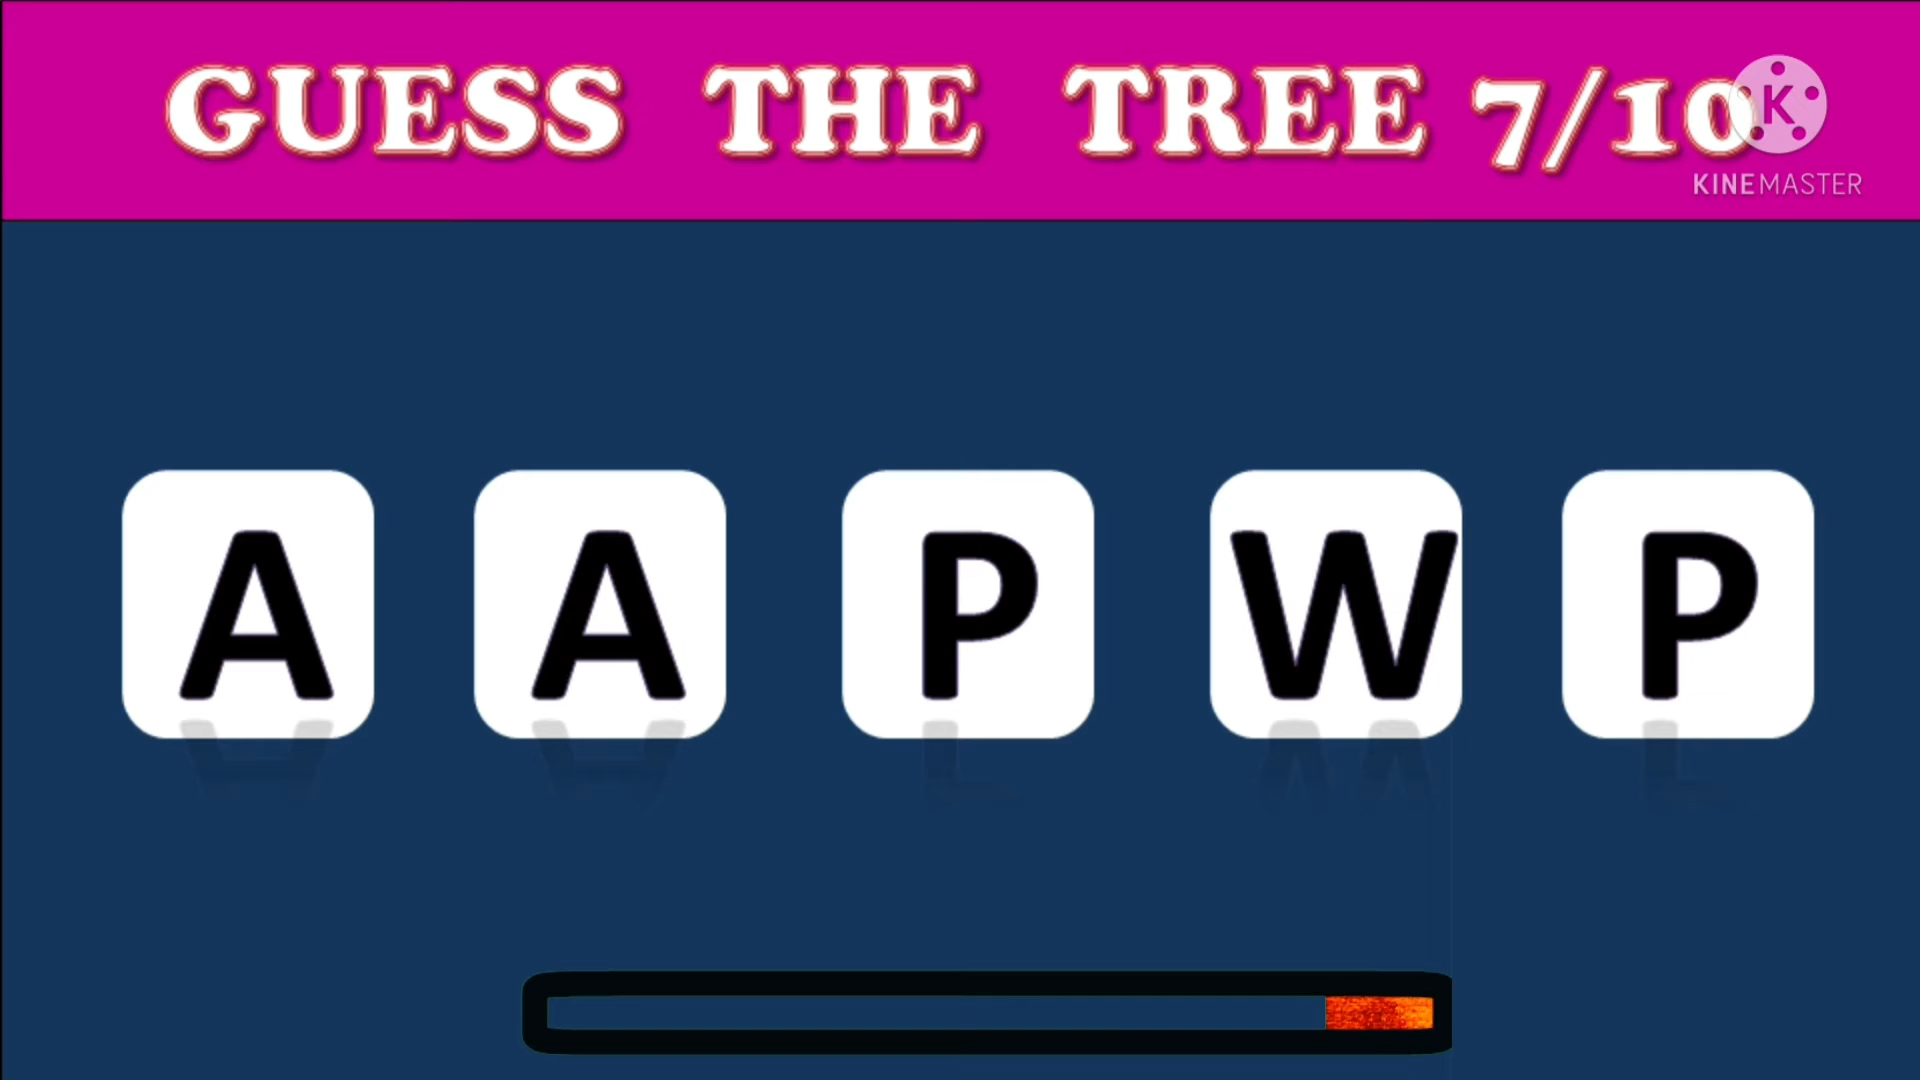 GUESS THE TREE 7/10
K
KINEMASTER
A A P W P